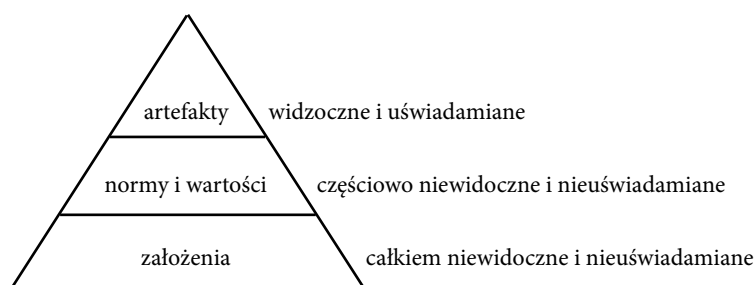 artefakty widzoczne i uświadamiane
normy i wartości częściowo niewidoczne i nieuświadamiane
założenia całkiem niewidoczne i nieuświadamiane